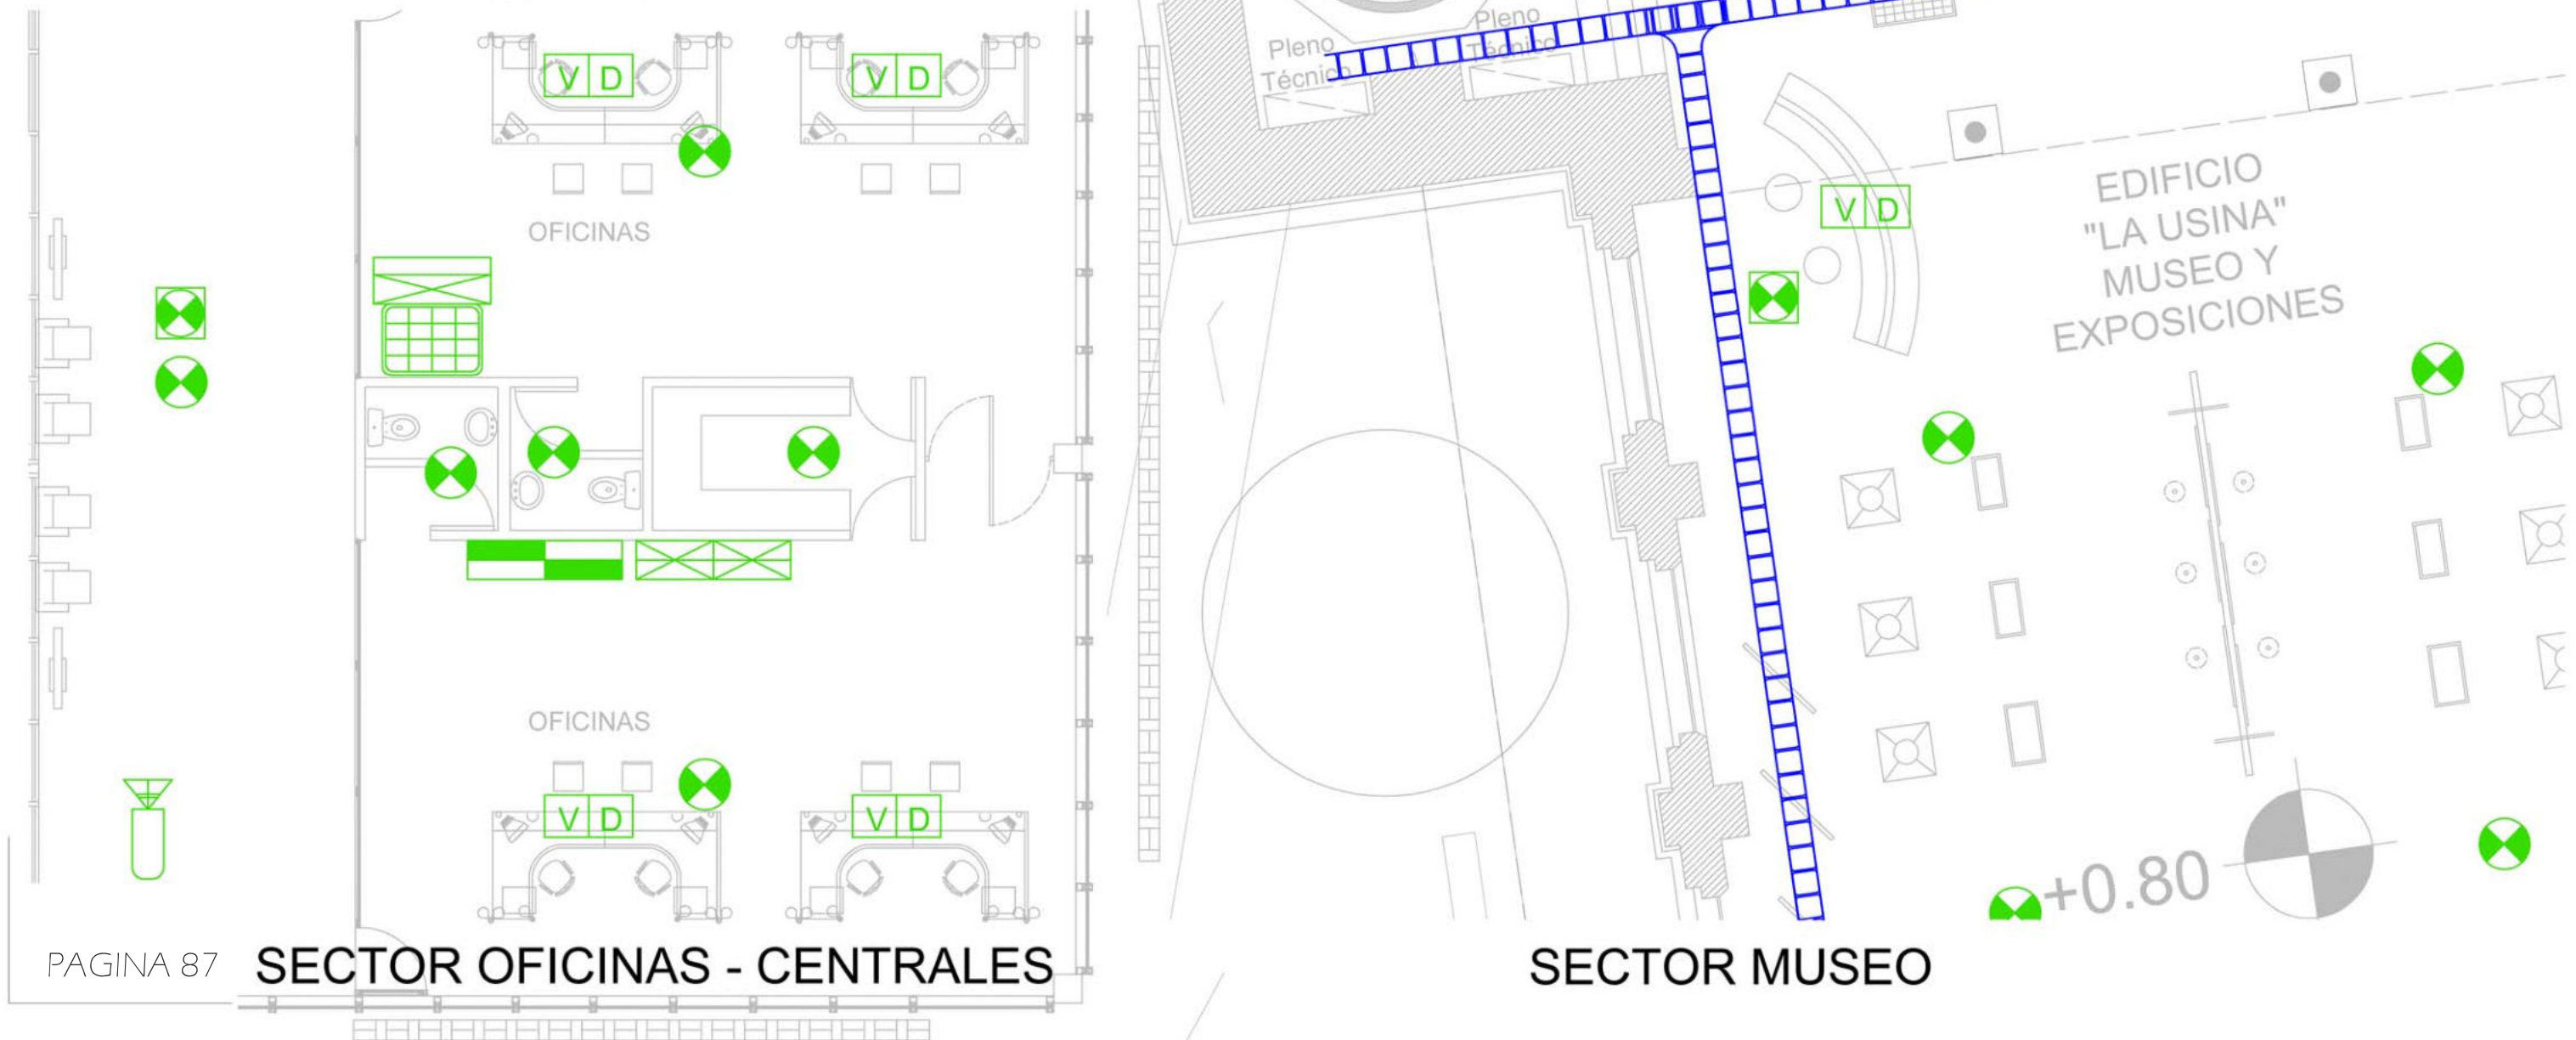 V D
V D
OFICINAS
OFICINAS
V D
V D
PAGINA 87
SECTOR OFICINAS - CENTRALES
Pleno
Técnico
Pleno
Técnico
V D
EDIFICIO
"LA USINA"
MUSEO Y
EXPOSICIONES
+0.80
SECTOR MUSEO